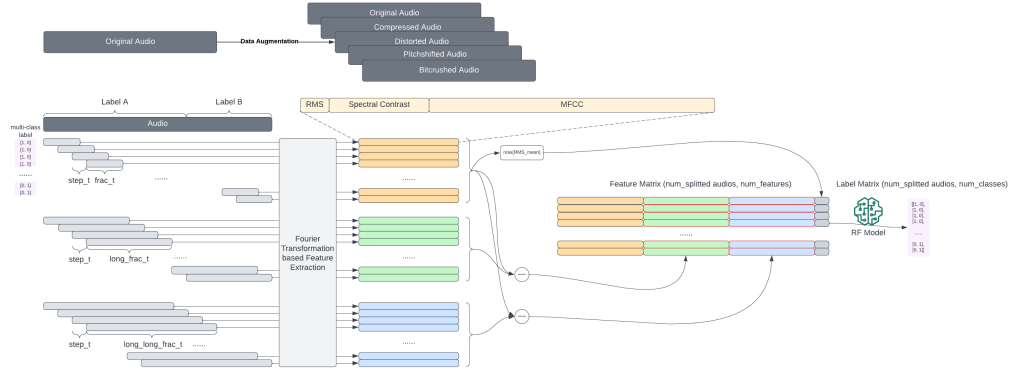 Original Audio
Original Audio
Compressed Audio
Data Augmentation
Distorted Audio
Pitchshifted Audio
Bitcrushed Audio
Label A
Label B
RMS
Spectral Contrast
MFCC
Audio
multi-class
label
[1, 0]
[1, 0]
[1, 0]
[1, 0]
......
[0, 1]
[0, 1]
step_t
frac_t
......
......
max(RMS_mean)
Feature Matrix (num_splitted audios, num_features)
Label Matrix (num_splitted audios, num_classes)
RF Model
[[1, 0],
[1, 0],
[1, 0],
[1, 0],
....
[0, 1],
[0, 1]]
......
Fourier
Transformation
based Feature
Extraction
step_t
long_frac_t
......
......
step_t
long_long_frac_t
......
......